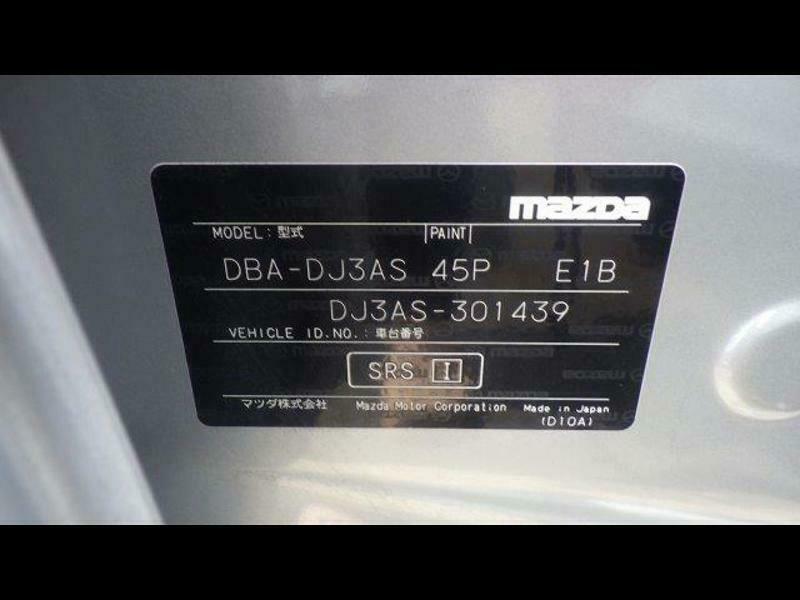 mazda
MODEL : 型式 PAINT
DBA-DJ3AS 45P E1B
DJ3AS-301439
VEHICLE ID.NO. : 車台番号
SRS I
マツダ株式会社 Mazda Motor Corporation Made in Japan
(D10A)